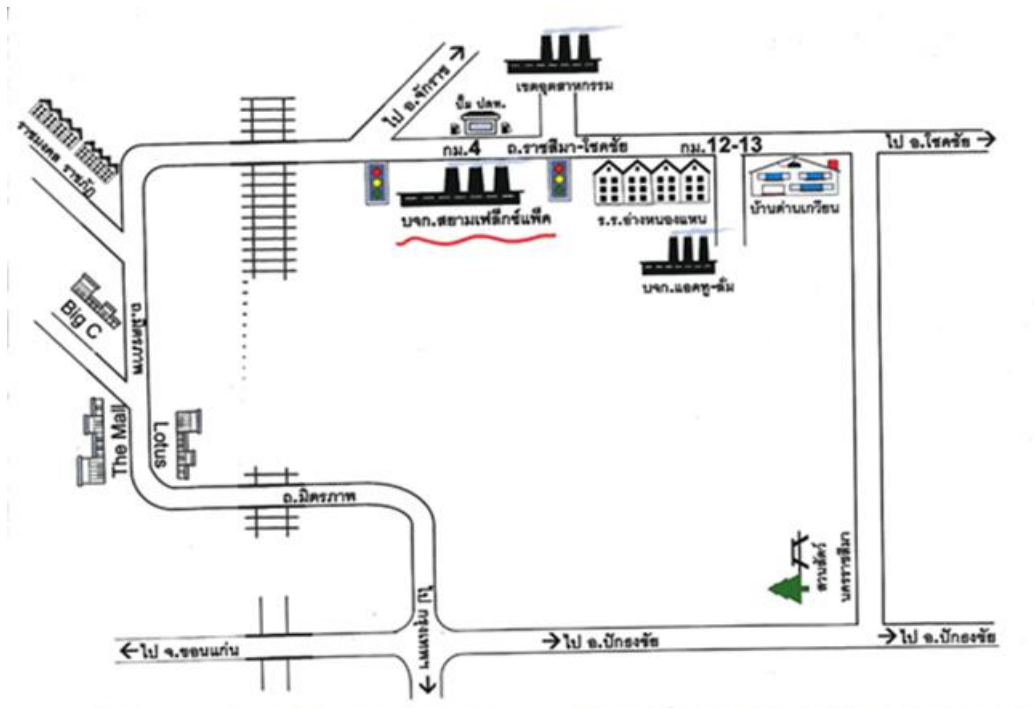 ไป อ.จักราช
เขตอุตสาหกรรม
ปั๊ม ปตท.
ราชมงคล ราชภัฏ
กม.4
ถ.ราชสีมา-โชคชัย
กม.12-13
ไป อ.โชคชัย
บจก.สยามเฟล็กซ์แพ็ค
ร.ร.อ่างหนองแหน
บ้านด่านเกวียน
บจก.แอคทู-ลั่ม
Big C
ถ.มิตรภาพ
The Mall
Lotus
ถ.มิตรภาพ
สวนสัตว์
นครราชสีมา
ไป กรุงเทพฯ
ไป จ.ขอนแก่น
ไป อ.ปักธงชัย
ไป อ.ปักธงชัย